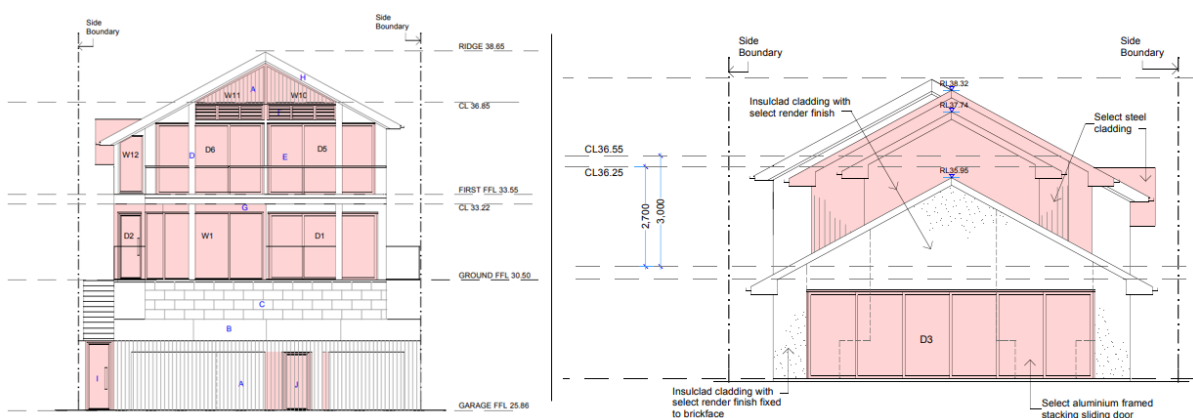 Side
Boundary
Side
Boundary
RIDGE 38.65
H
W11
A
W10
CL 36.85
F
D6
D5
D
E
W12
FIRST FFL 33.55
CL 33.22
G
D2
W1
D1
GROUND FFL 30.50
C
B
I
A
J
GARAGE FFL 25.86
Side
Boundary
Side
Boundary
RL38.32
Insulclad cladding with
select render finish
RL37.74
Select steel
cladding
CL36.55
CL36.25
RL35.95
2,700
3,000
D3
Insulclad cladding with
select render finish fixed
to brickface
Select aluminium framed
stacking sliding door